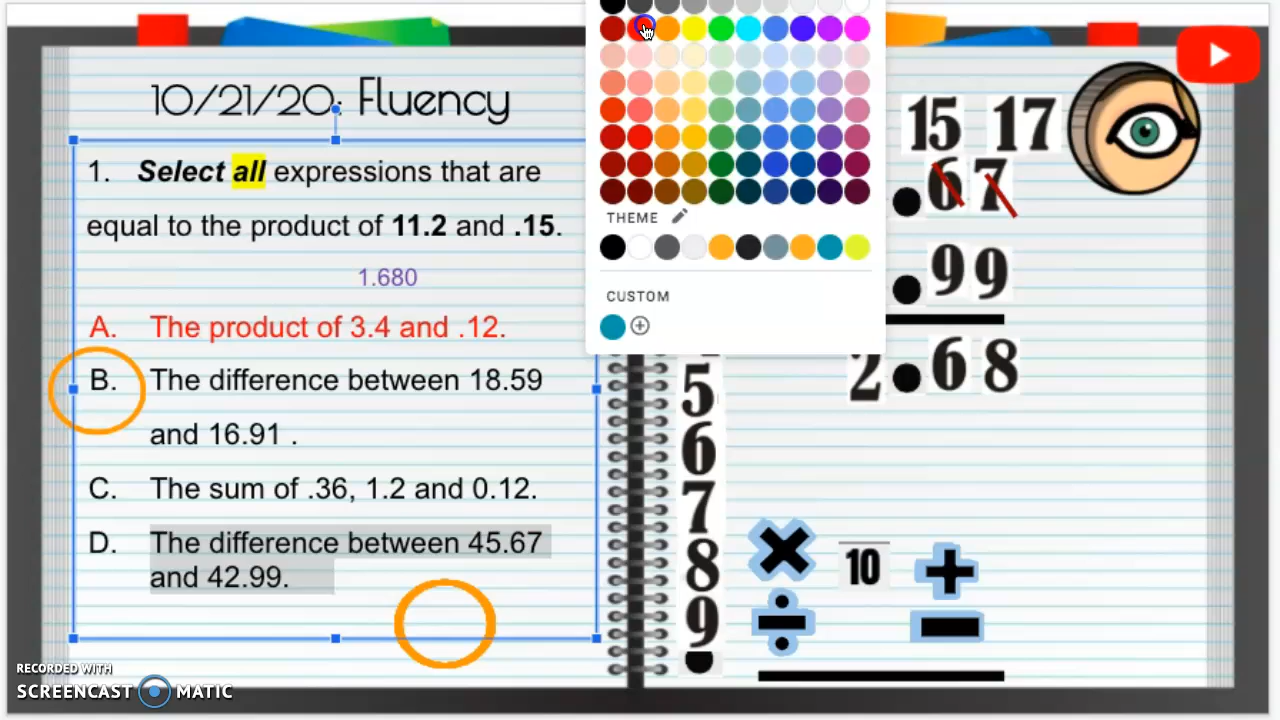 10/21/20: Fluency
1. Select all expressions that are
equal to the product of 11.2 and .15.
1.680
A. The product of 3.4 and .12.
B. The difference between 18.59
and 16.91 .
C. The sum of .36, 1.2 and 0.12.
D. The difference between 45.67
and 42.99.
RECORDED WITH
SCREENCAST MATIC
THEME
CUSTOM
15 17
.67
.99
2.68
5
6
7
8
9
.
×
10
+
÷
−